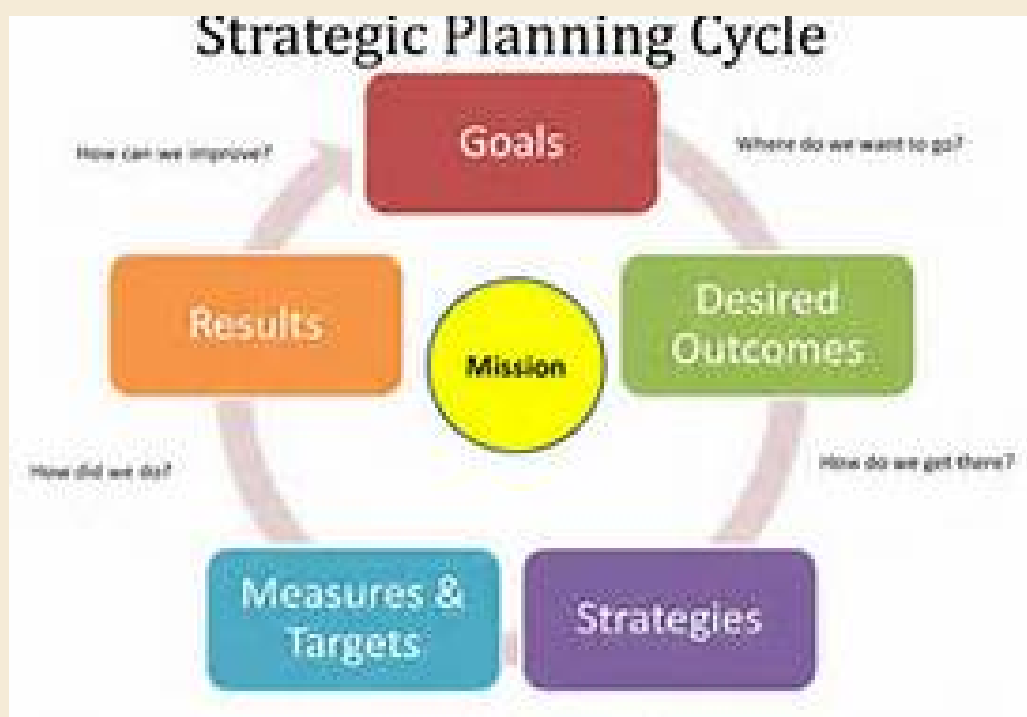 Strategic Planning Cycle
Goals
How can we improve?
Where do we want to go?
Results
Mission
Desired
Outcomes
How did we do?
How do we get there?
Measures &
Targets
Strategies